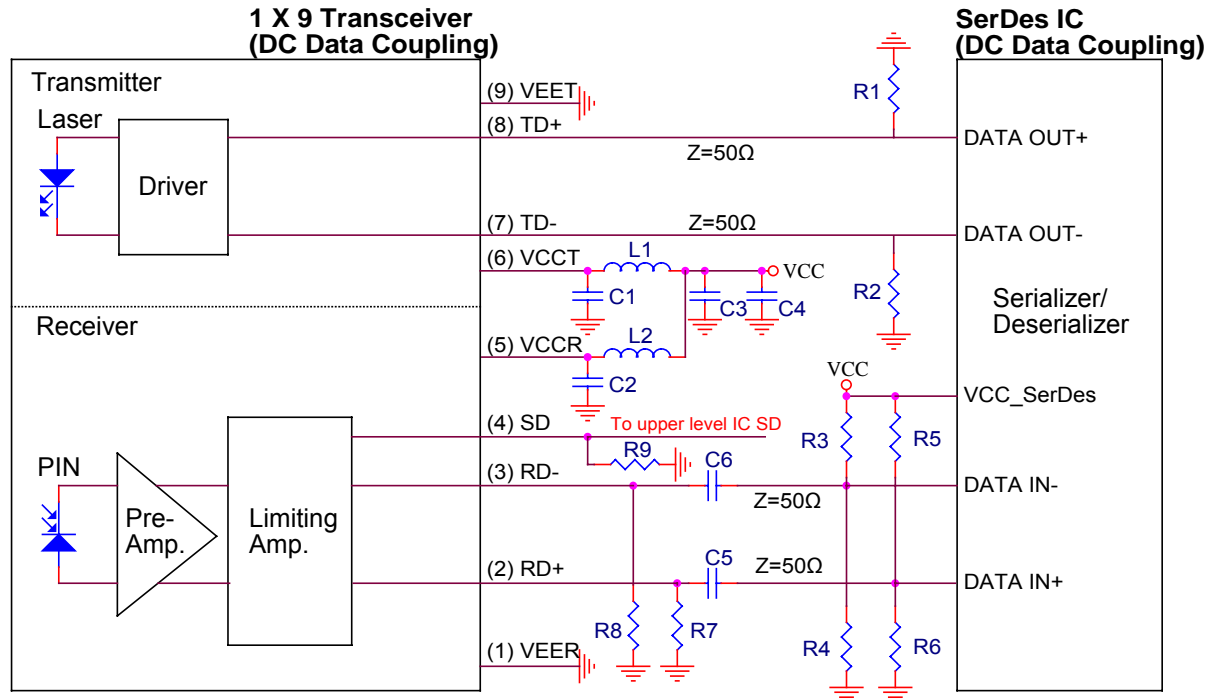 1 X 9 Transceiver
(DC Data Coupling)
SerDes IC
(DC Data Coupling)
Transmitter
Laser
Driver
(9) VEET
(8) TD+
Z=50Ω
R1
DATA OUT+
(7) TD-
Z=50Ω
DATA OUT-
(6) VCCT
L1
VCC
C1
C3
C4
R2
Serializer/
Deserializer
Receiver
(5) VCCR
L2
C2
VCC
VCC_SerDes
(4) SD
To upper level IC SD
R9
R3
R5
PIN
Pre-
Amp.
Limiting
Amp.
(3) RD-
C6
Z=50Ω
DATA IN-
(2) RD+
C5
Z=50Ω
DATA IN+
R8
R7
R4
R6
(1) VEER